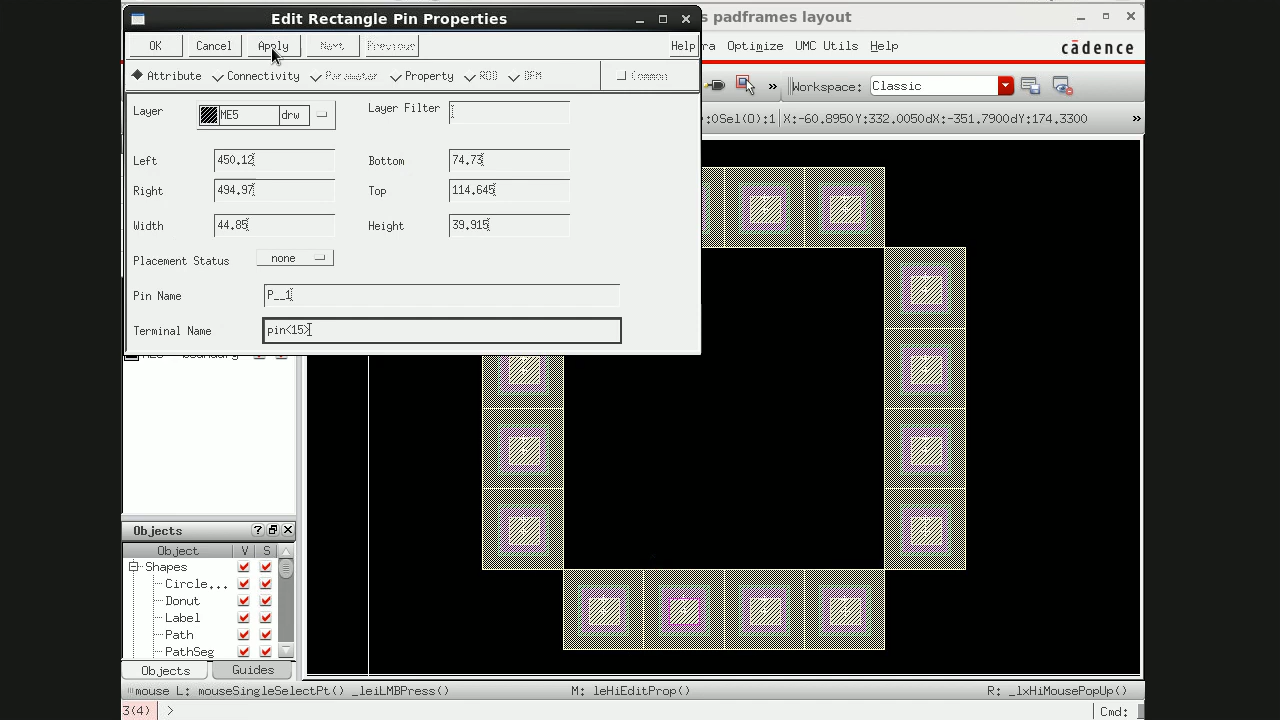 Edit Rectangle Pin Properties
s padframes layout
OK Cancel Apply Next Previous Help
ra Optimize UMC Utils Help
cādence
Attribute Connectivity Parameter Property ROD DFM Common
Workspace: Classic
Layer ME5 drw Layer Filter
:0Sel(O):1 X:-60.8950Y:332.0050dX:-351.7900dY:174.3300
Left 450.12 Bottom 74.73
Right 494.97 Top 114.645
Width 44.85 Height 39.915
Placement Status none
Pin Name P__1
Terminal Name pin<15>
Objects
Object V S
Shapes
Circle...
Donut
Label
Path
PathSeg
Objects Guides
mouse L: mouseSingleSelectPt() _leiLMBPress() M: leHiEditProp() R: _lxHiMousePopUp()
3(4) > Cmd: